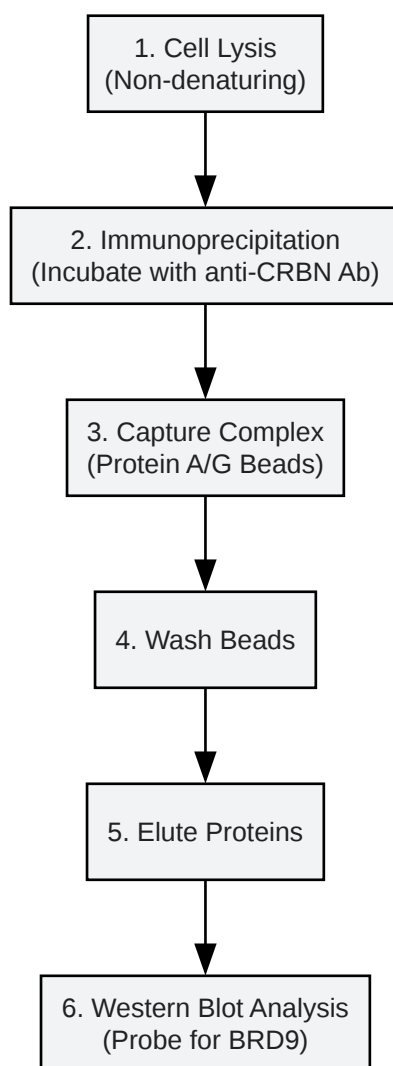 1. Cell Lysis
(Non-denaturing)
2. Immunoprecipitation
(Incubate with anti-CRBN Ab)
3. Capture Complex
(Protein A/G Beads)
4. Wash Beads
5. Elute Proteins
6. Western Blot Analysis
(Probe for BRD9)